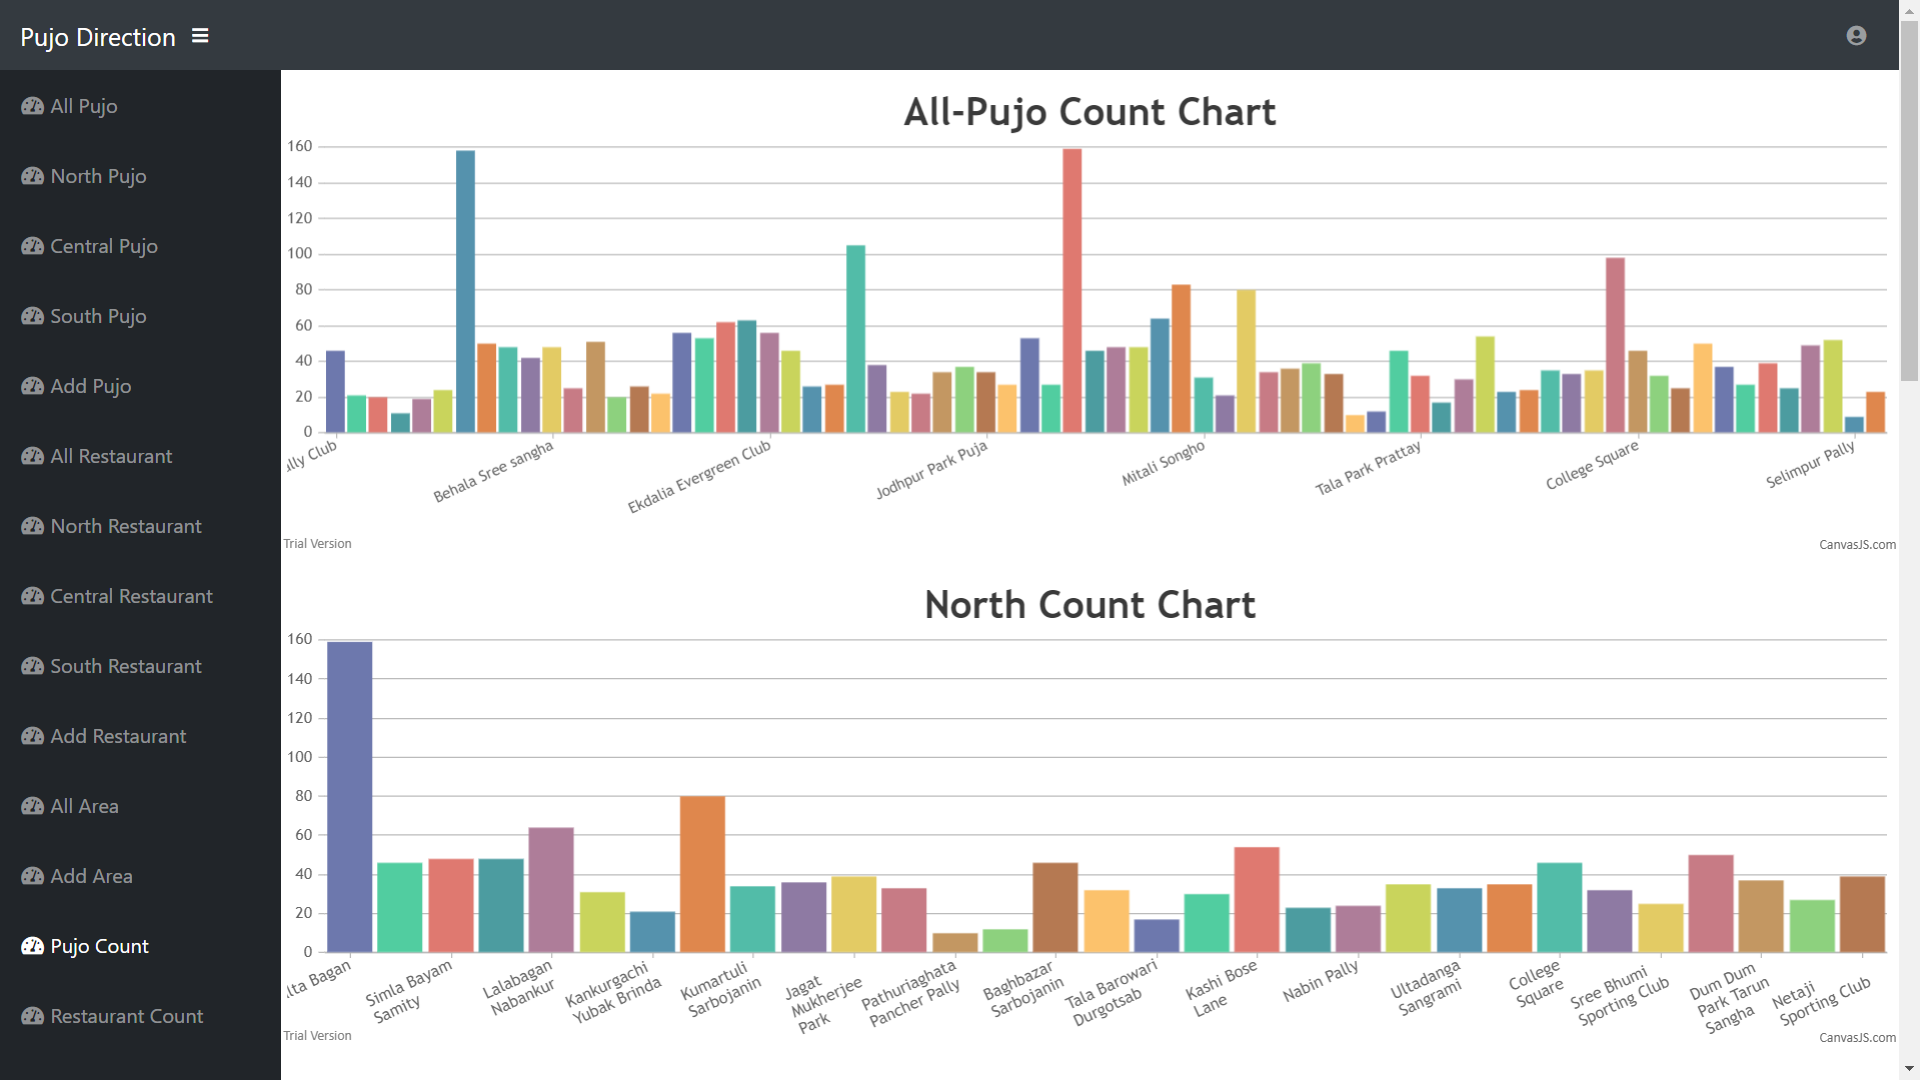 Pujo Direction
All Pujo
North Pujo
Central Pujo
South Pujo
Add Pujo
All Restaurant
North Restaurant
Central Restaurant
South Restaurant
Add Restaurant
All Area
Add Area
Pujo Count
Restaurant Count
All-Pujo Count Chart
160
140
120
100
80
60
40
20
0
lly Club
Behala Sree sangha
Ekdalia Evergreen Club
Jodhpur Park Puja
Mitali Songho
Tala Park Prattay
College Square
Selimpur Pally
Trial Version
CanvasJS.com
North Count Chart
160
140
120
100
80
60
40
20
0
lta Bagan
Simla Bayam
Samity
Lalabagan
Nabankur
Kankurgachi
Yubak Brinda
Kumartuli
Sarbojanin
Jagat
Mukherjee
Park
Pathuriaghata
Pancher Pally
Baghbazar
Sarbojanin
Tala Barowari
Durgotsab
Kashi Bose
Lane
Nabin Pally
Ultadanga
Sangrami
College
Square
Sree Bhumi
Sporting Club
Dum Dum
Park Tarun
Sangha
Netaji
Sporting Club
Trial Version
CanvasJS.com